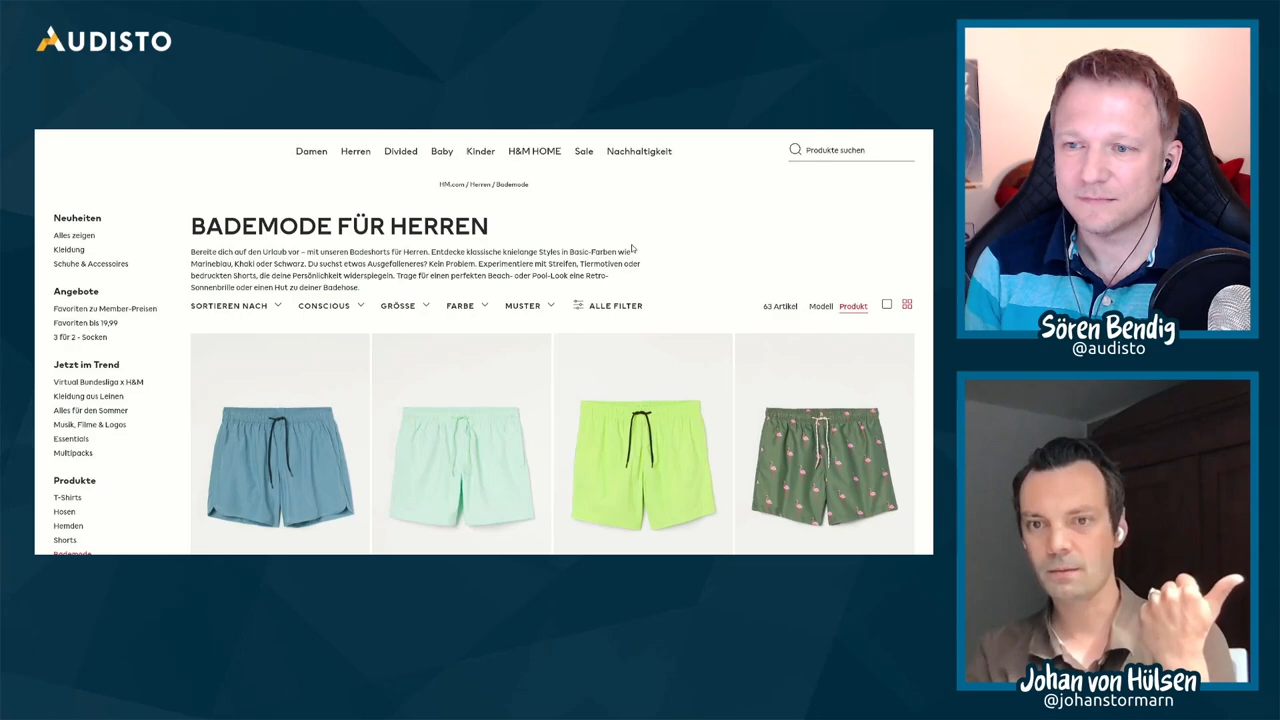 AUDISTO
Damen Herren Divided Baby Kinder H&M HOME Sale Nachhaltigkeit
Produkte suchen
HM.com / Herren / Bademode
Neuheiten
Alles zeigen
Kleidung
Schuhe & Accessoires
Angebote
Favoriten zu Member-Preisen
Favoriten bis 19,99
3 für 2 - Socken
Jetzt im Trend
Virtual Bundesliga x H&M
Kleidung aus Leinen
Alles für den Sommer
Musik, Filme & Logos
Essentials
Multipacks
Produkte
T-Shirts
Hosen
Hemden
Shorts
Bademode
BADEMODE FÜR HERREN
Bereite dich auf den Urlaub vor – mit unseren Badeshorts für Herren. Entdecke klassische knielange Styles in Basic-Farben wie
Marineblau, Khaki oder Schwarz. Du suchst etwas Ausgefalleneres? Kein Problem. Experimentiere mit Streifen, Tiermotiven oder
bedruckten Shorts, die deine Persönlichkeit widerspiegeln. Trage für einen perfekten Beach- oder Pool-Look eine Retro-
Sonnenbrille oder einen Hut zu deiner Badehose.
SORTIEREN NACH CONSCIOUS GRÖSSE FARBE MUSTER ALLE FILTER
63 Artikel Modell Produkt
Sören Bendig
@audisto
Johan von Hülsen
@johanstormarn